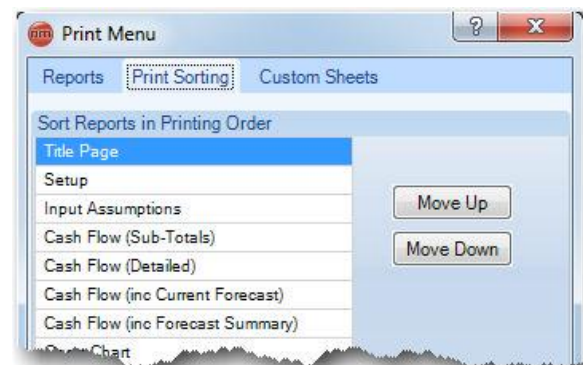 em Print Menu ? X
Reports Print Sorting Custom Sheets
Sort Reports in Printing Order
Title Page
Setup
Input Assumptions
Cash Flow (Sub-Totals)
Cash Flow (Detailed)
Cash Flow (inc Current Forecast)
Cash Flow (inc Forecast Summary)
Chart
Move Up
Move Down